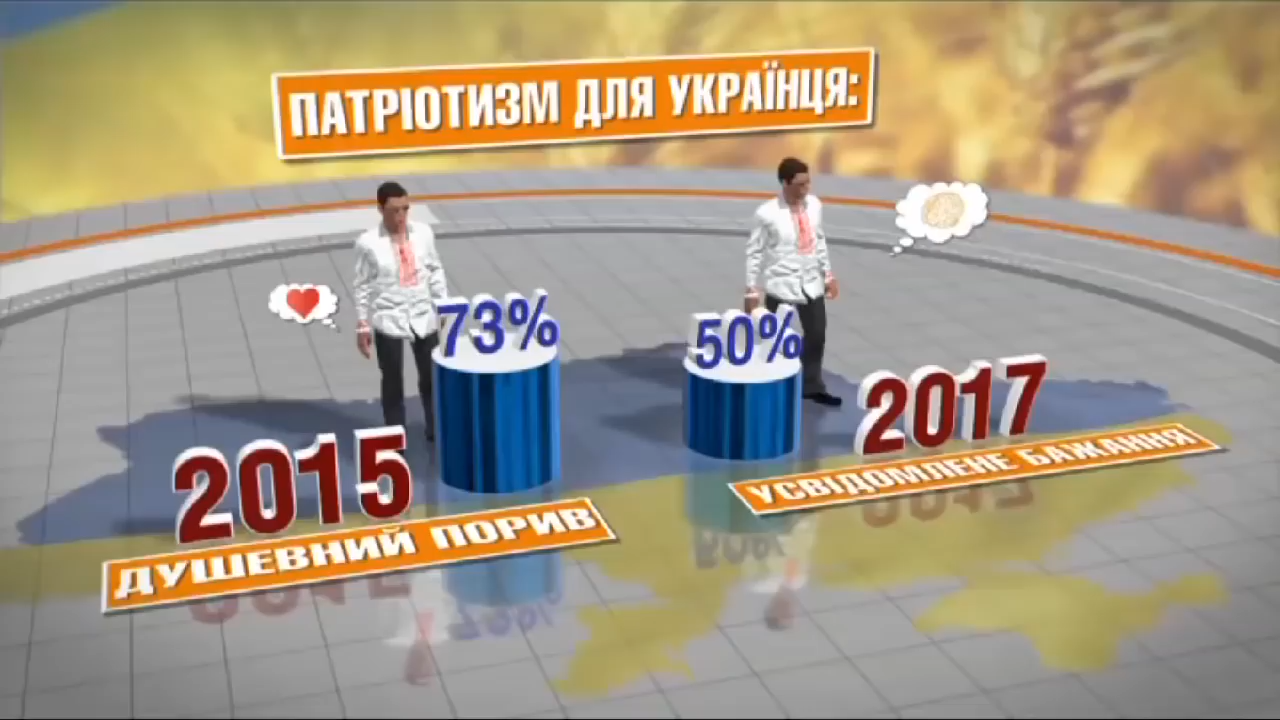 ПАТРІОТИЗМ ДЛЯ УКРАЇНЦЯ:
73%
50%
2015
2017
ДУШЕВНИЙ ПОРИВ
УСВІДОМЛЕНЕ БАЖАННЯ